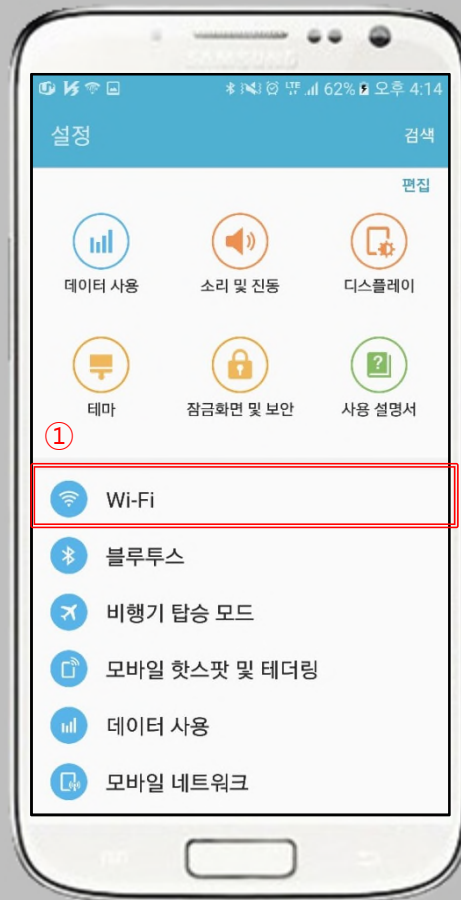 SAMSUNG
LTE 62% 오후 4:14
설정 검색
편집
데이터 사용 소리 및 진동 디스플레이
테마 잠금화면 및 보안 사용 설명서
①
Wi-Fi
블루투스
비행기 탑승 모드
모바일 핫스팟 및 테더링
데이터 사용
모바일 네트워크